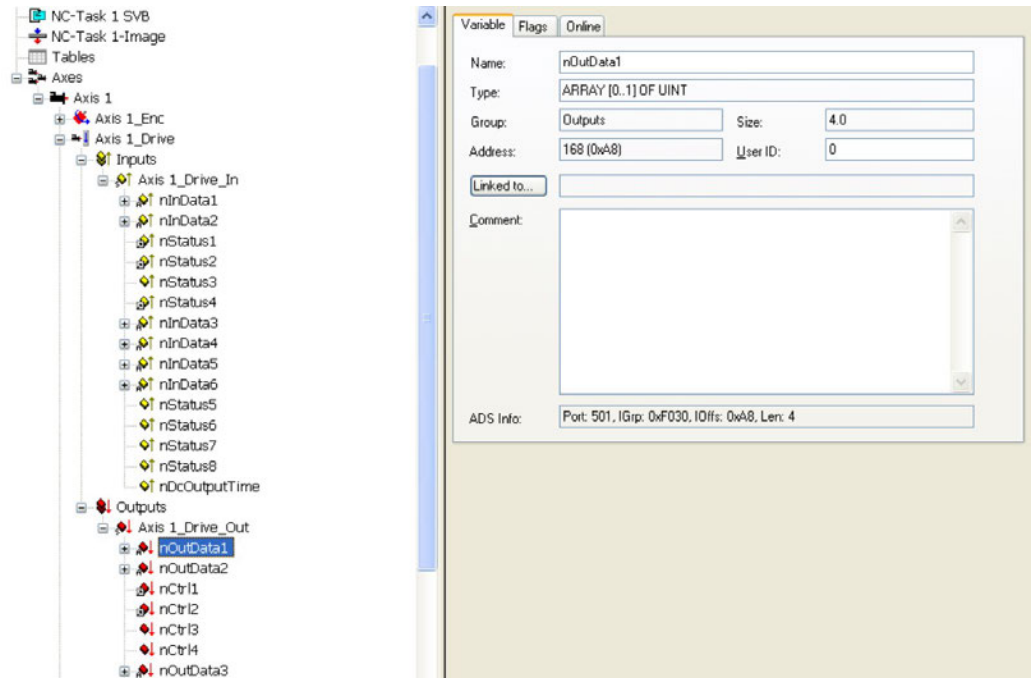 NC-Task 1 SVB
NC-Task 1-Image
Tables
Axes
Axis 1
Axis 1_Enc
Axis 1_Drive
Inputs
Axis 1_Drive_In
nInData1
nInData2
nStatus1
nStatus2
nStatus3
nStatus4
nInData3
nInData4
nInData5
nInData6
nStatus5
nStatus6
nStatus7
nStatus8
nDcOutputTime
Outputs
Axis 1_Drive_Out
nOutData1
nOutData2
nCtrl1
nCtrl2
nCtrl3
nCtrl4
nOutData3
Variable Flags Online
Name: nOutData1
Type: ARRAY [0..1] OF UINT
Group: Outputs Size: 4.0
Address: 168 (0xA8) User ID: 0
Linked to...
Comment:
ADS Info: Port: 501, IGrp: 0xF030, IOffs: 0xA8, Len: 4